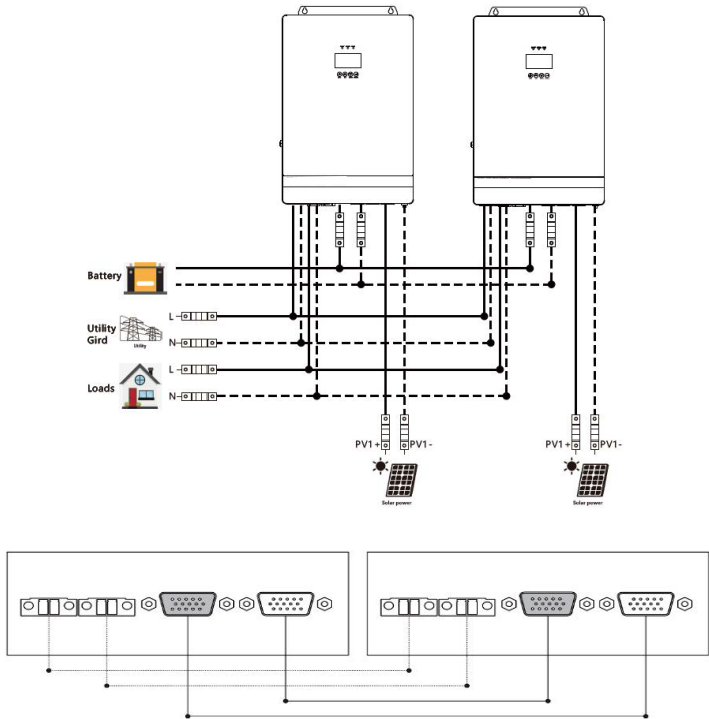 Battery
Utility
Gird
Utility
L
N
Loads
L
N
PV1 +
PV1 -
PV1 +
PV1 -
Solar power
Solar power